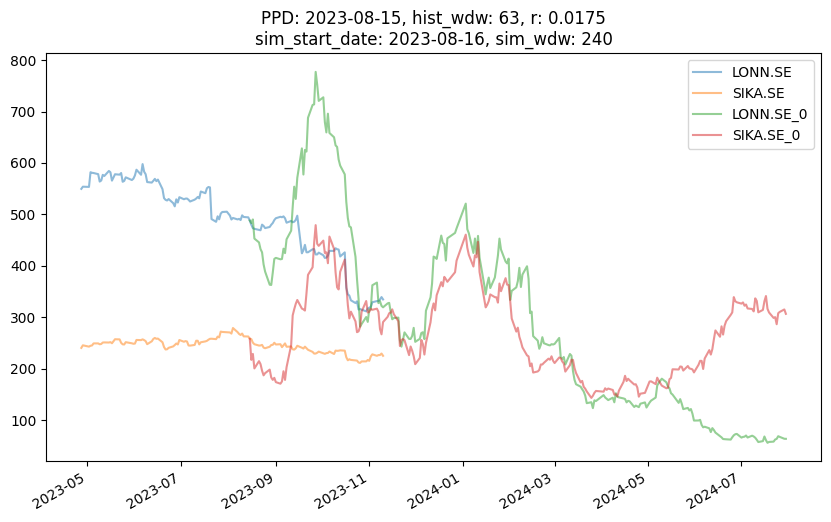 PPD: 2023-08-15, hist_wdw: 63, r: 0.0175
sim_start_date: 2023-08-16, sim_wdw: 240
LONN.SE
SIKA.SE
LONN.SE_0
SIKA.SE_0
800
700
600
500
400
300
200
100
2023-05
2023-07
2023-09
2023-11
2024-01
2024-03
2024-05
2024-07